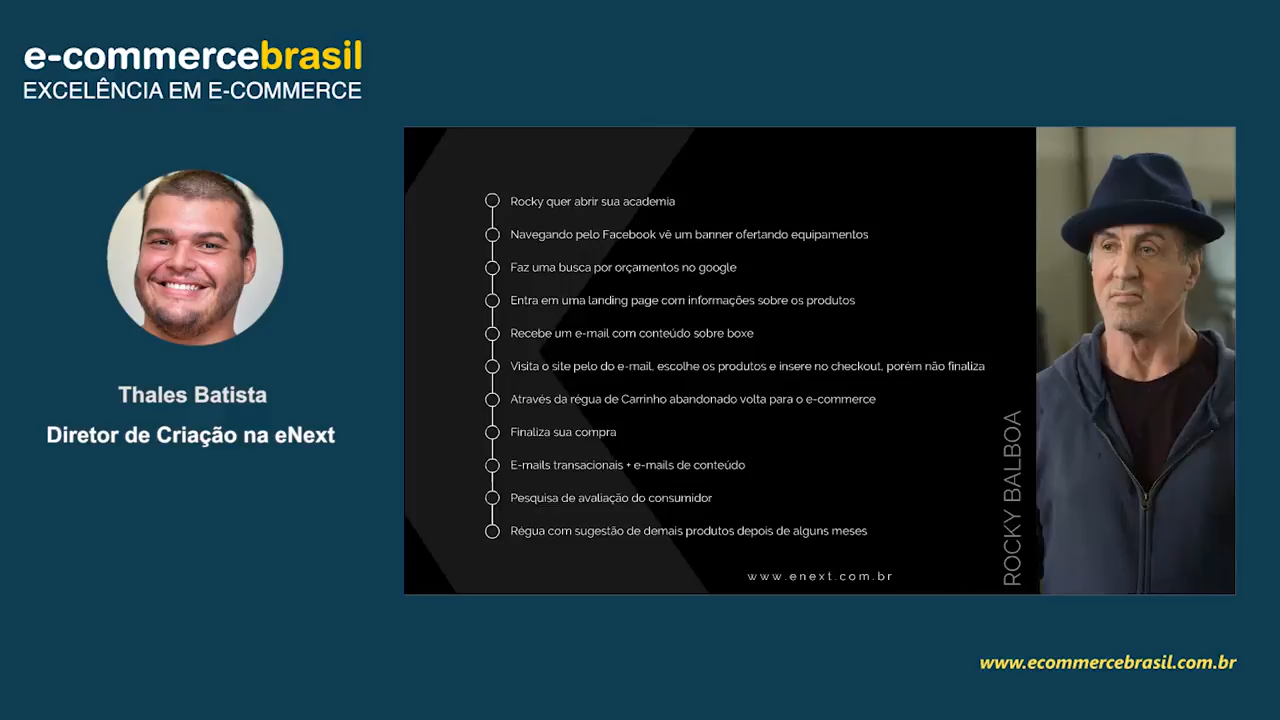 e-commercebrasil
EXCELÊNCIA EM E-COMMERCE
Thales Batista
Diretor de Criação na eNext
Rocky quer abrir sua academia
Navegando pelo Facebook vê um banner ofertando equipamentos
Faz uma busca por orçamentos no google
Entra em uma landing page com informações sobre os produtos
Recebe um e-mail com conteúdo sobre boxe
Visita o site pelo do e-mail, escolhe os produtos e insere no checkout, porém não finaliza
Através da régua de Carrinho abandonado volta para o e-commerce
Finaliza sua compra
E-mails transacionais + e-mails de conteúdo
Pesquisa de avaliação do consumidor
Régua com sugestão de demais produtos depois de alguns meses
www.enext.com.br
ROCKY BALBOA
www.ecommercebrasil.com.br